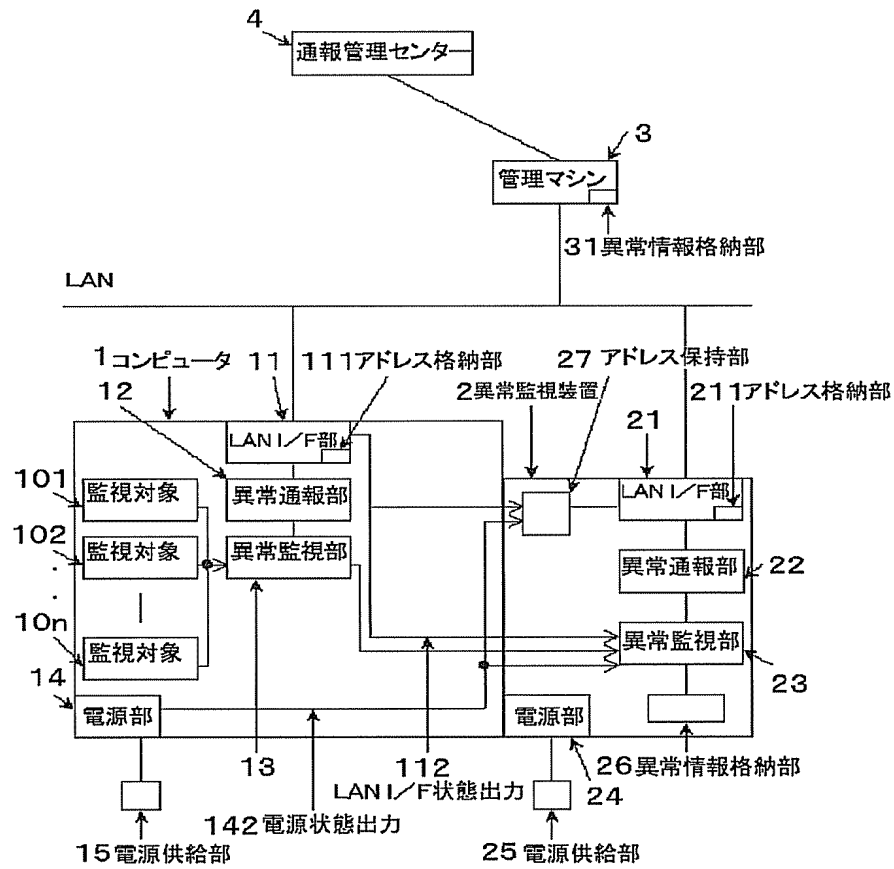 4
通報管理センター
3
管理マシン
31異常情報格納部
LAN
1コンピュータ
11
111アドレス格納部
27アドレス保持部
12
2異常監視装置
211アドレス格納部
21
LAN I/F部
101
監視対象
異常通報部
LAN I/F部
102
監視対象
異常監視部
異常通報部
22
10n
監視対象
異常監視部
14
23
電源部
電源部
13
112
26異常情報格納部
LAN I/F状態出力
24
142電源状態出力
15電源供給部
25電源供給部